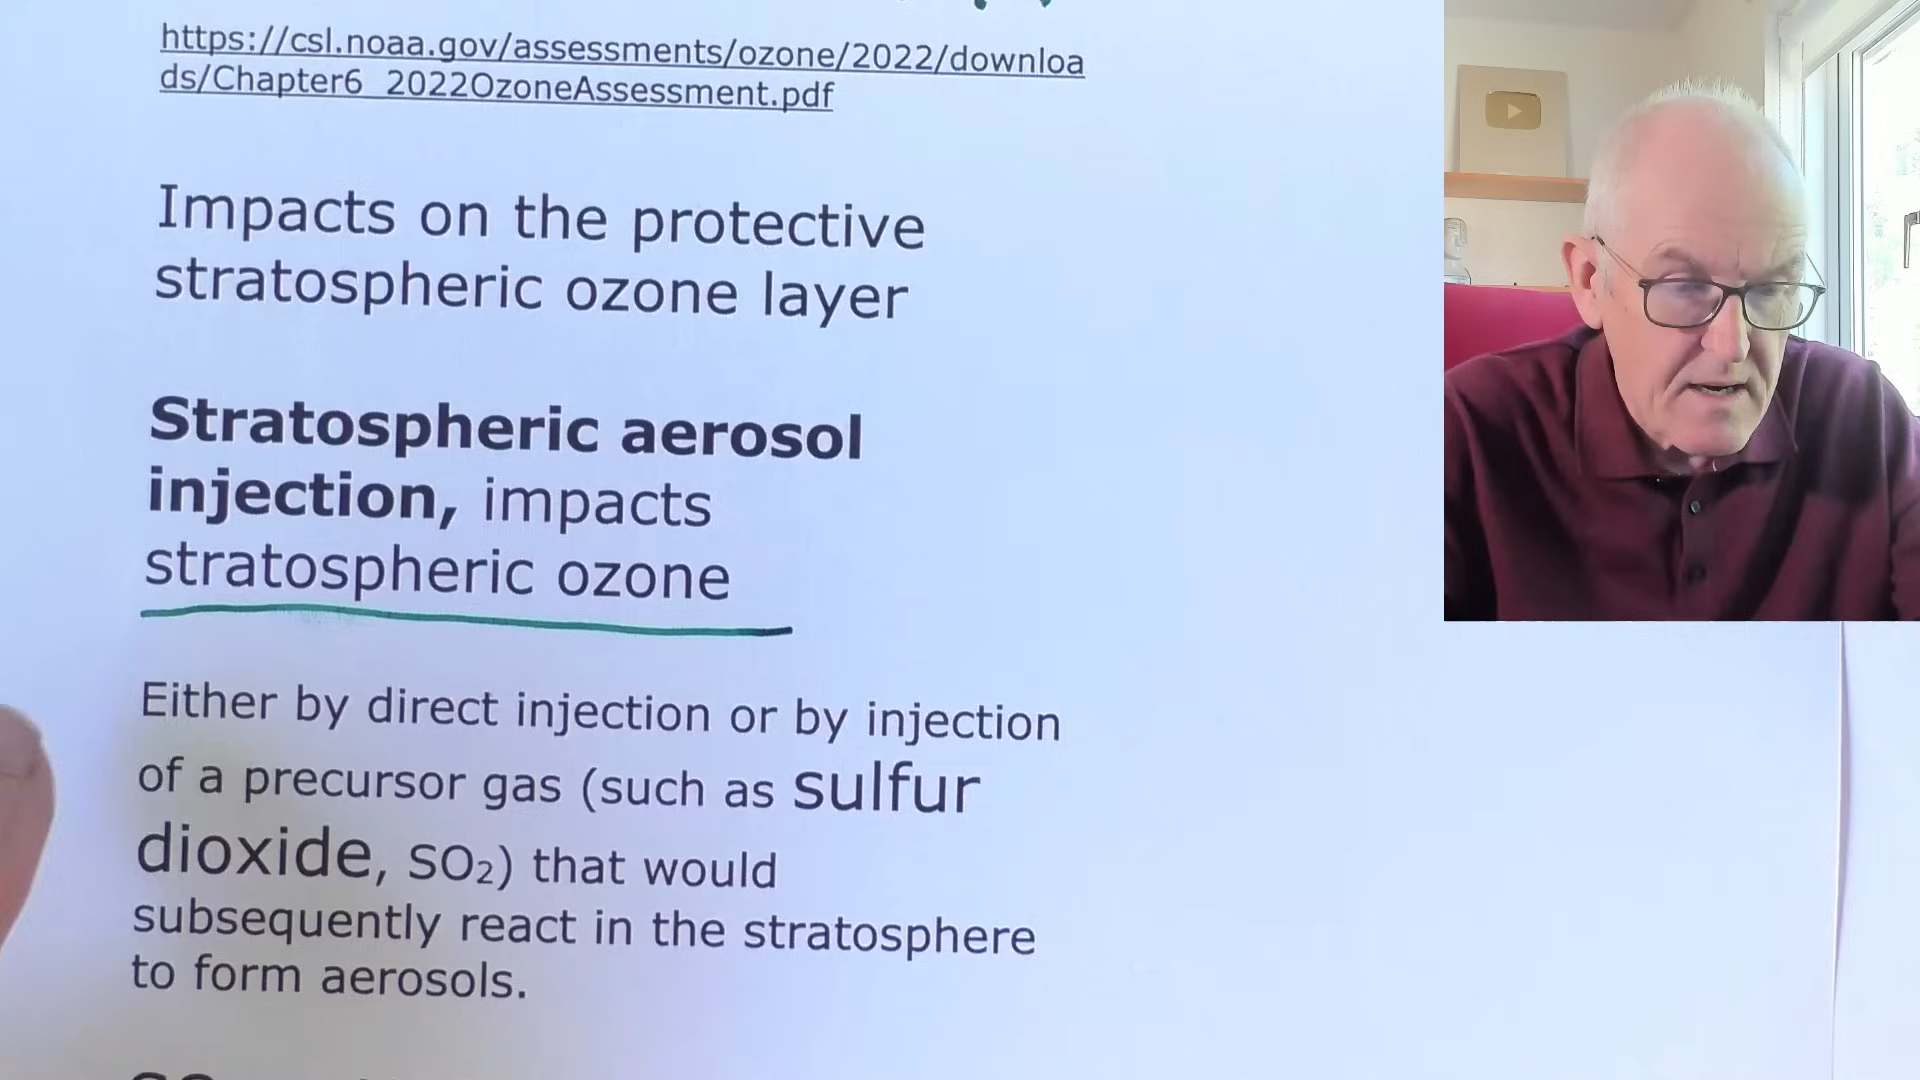 https://csl.noaa.gov/assessments/ozone/2022/downloa
ds/Chapter6_2022OzoneAssessment.pdf
Impacts on the protective
stratospheric ozone layer
Stratospheric aerosol
injection, impacts
stratospheric ozone
Either by direct injection or by injection
of a precursor gas (such as sulfur
dioxide, SO₂) that would
subsequently react in the stratosphere
to form aerosols.